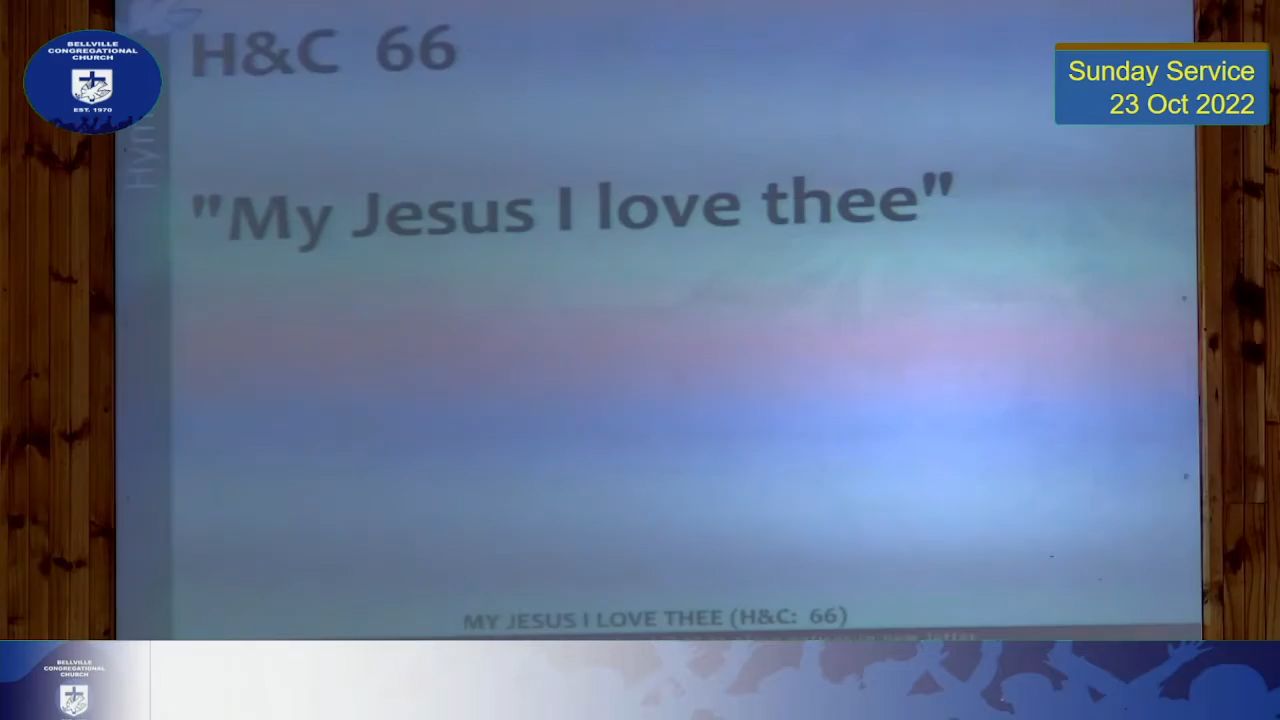 BELLVILLE
CONGREGATIONAL
CHURCH
EST. 1970
H&C 66
Sunday Service
23 Oct 2022
Hym
"My Jesus I love thee"
MY JESUS I LOVE THEE (H&C: 66)
BELLVILLE
CONGREGATIONAL
CHURCH